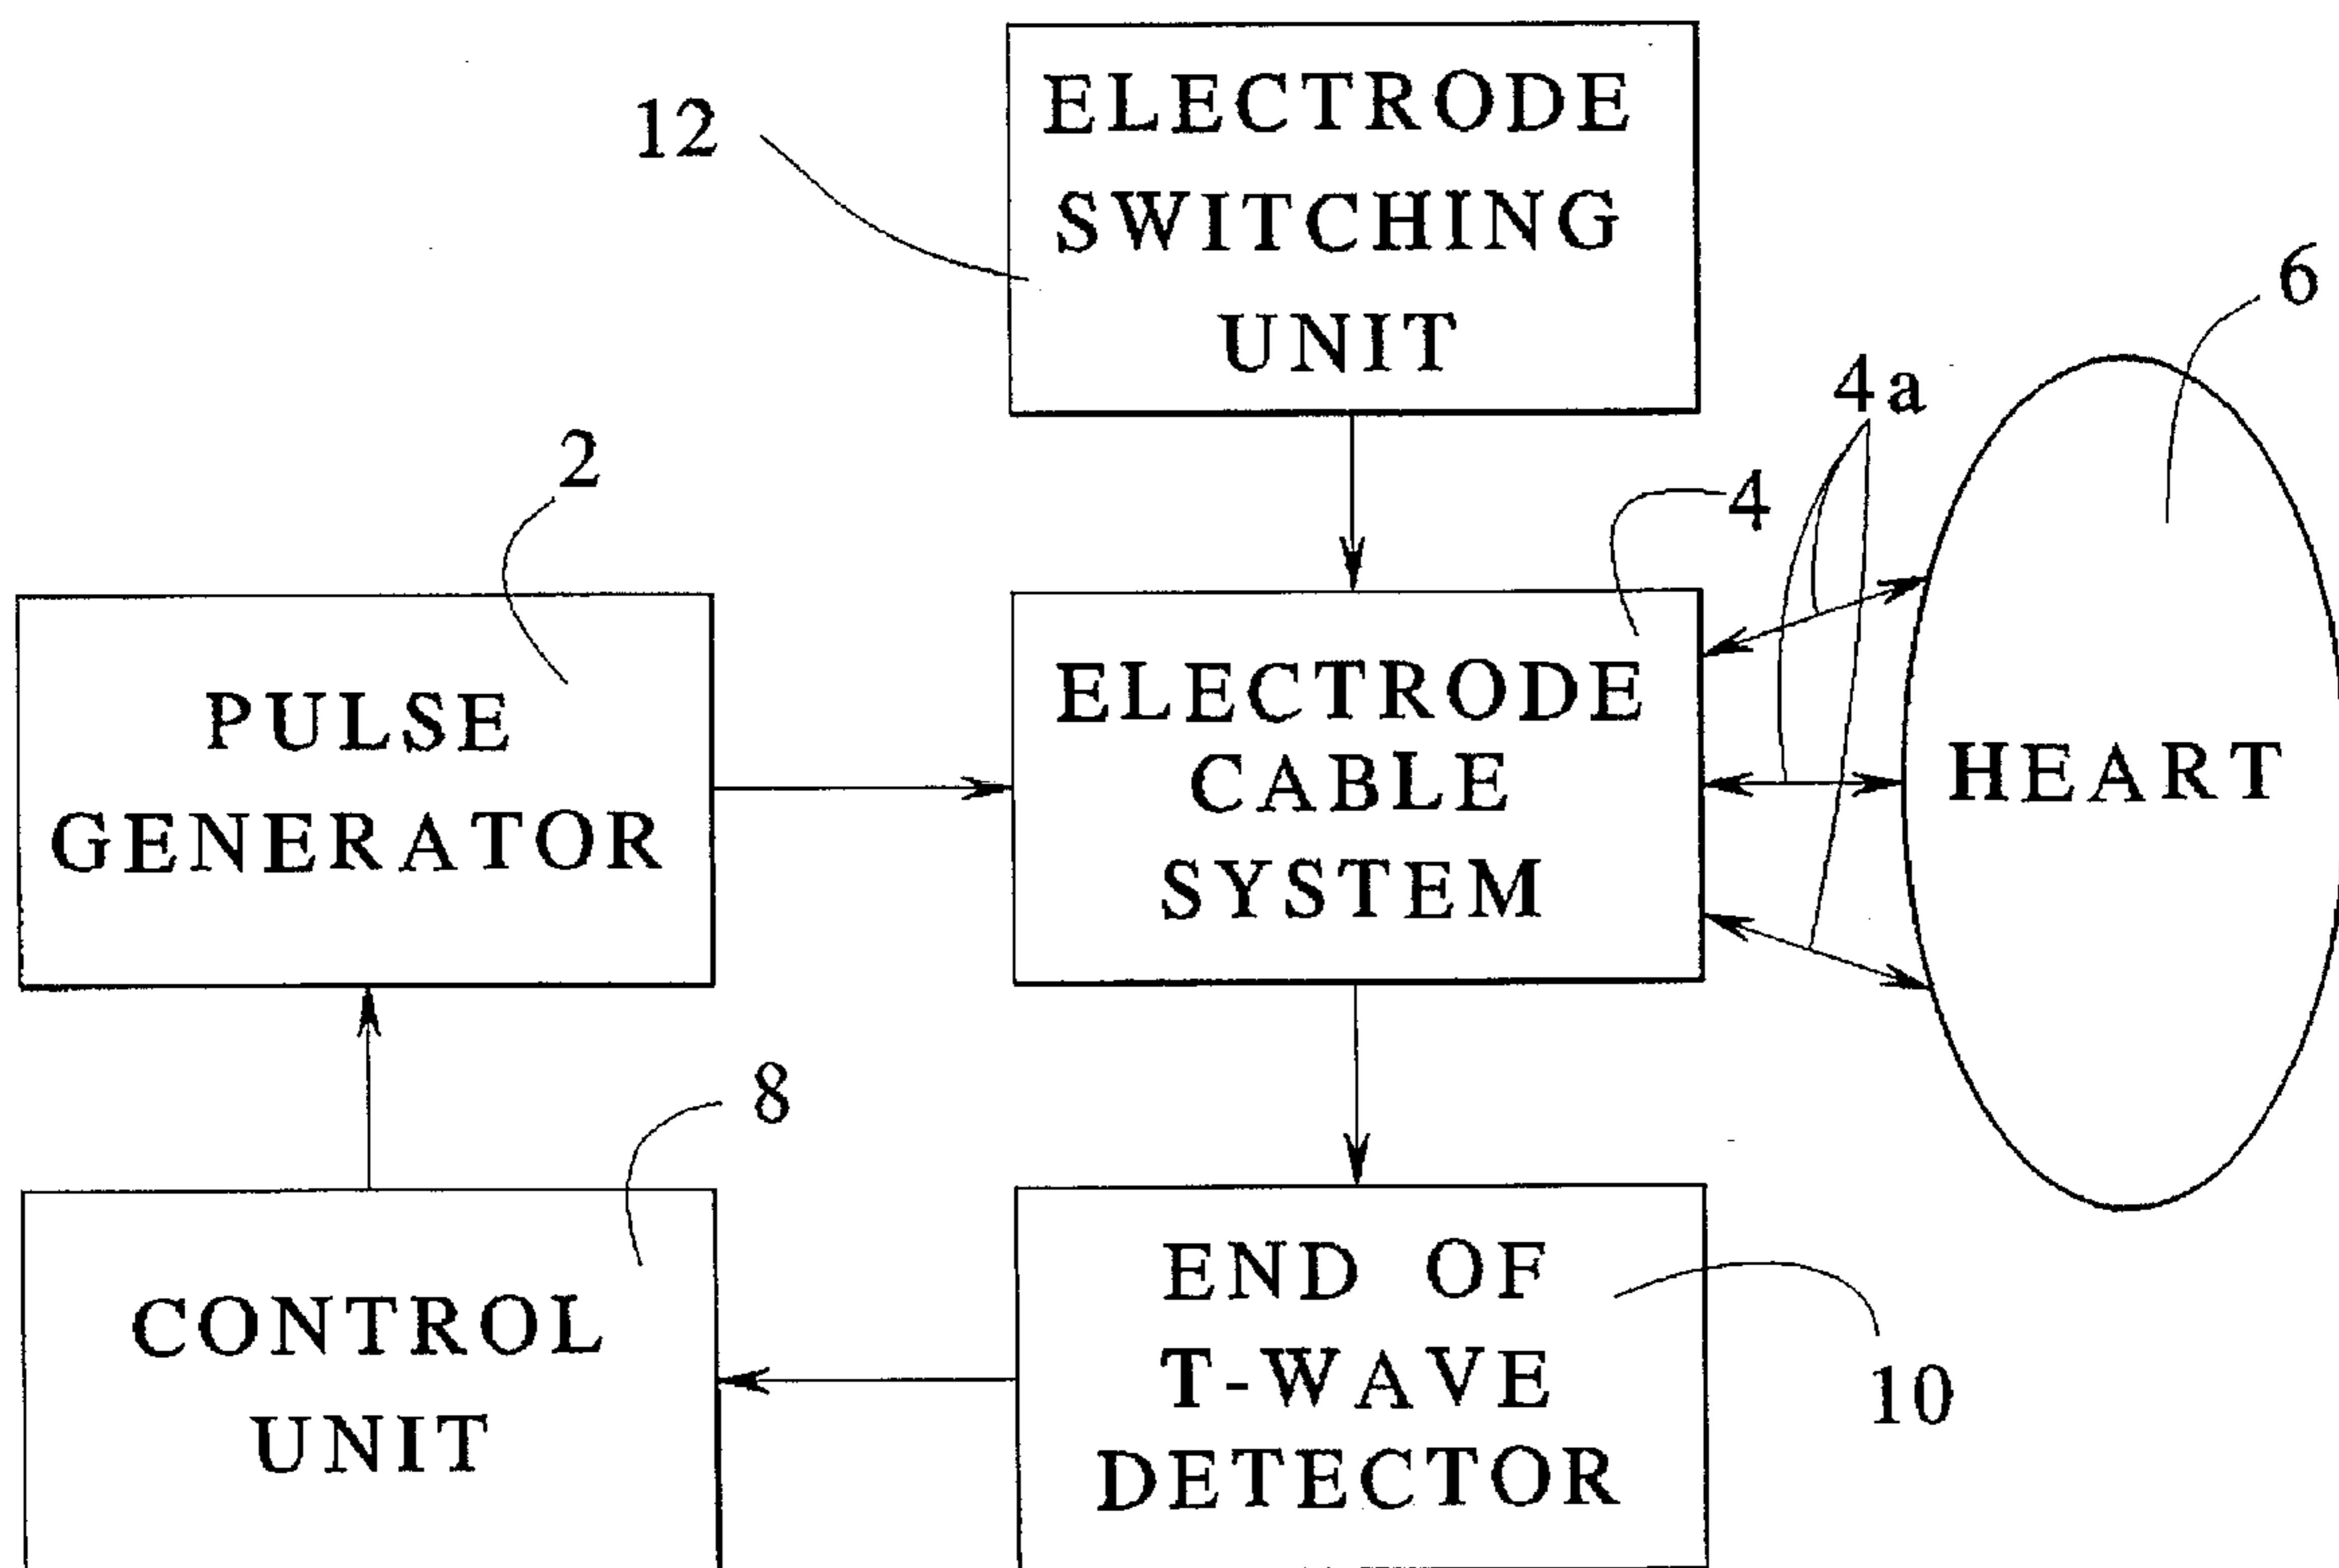 12
ELECTRODE
SWITCHING
UNIT
6
4a
2
4
PULSE
GENERATOR
ELECTRODE
CABLE
SYSTEM
HEART
8
CONTROL
UNIT
END OF
T-WAVE
DETECTOR
10